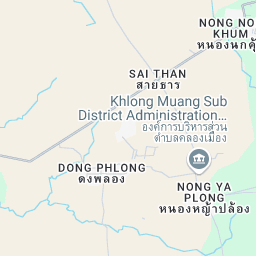 NONG NO
KHUM
หนองนกคุ้
SAI THAN
สายธาร
Khlong Muang Sub
District Administration...
องค์การบริหารส่วน
ตำบลคลองเมือง
DONG PHLONG
ดงพลอง
NONG YA
PLONG
หนองหญ้าปล้อง